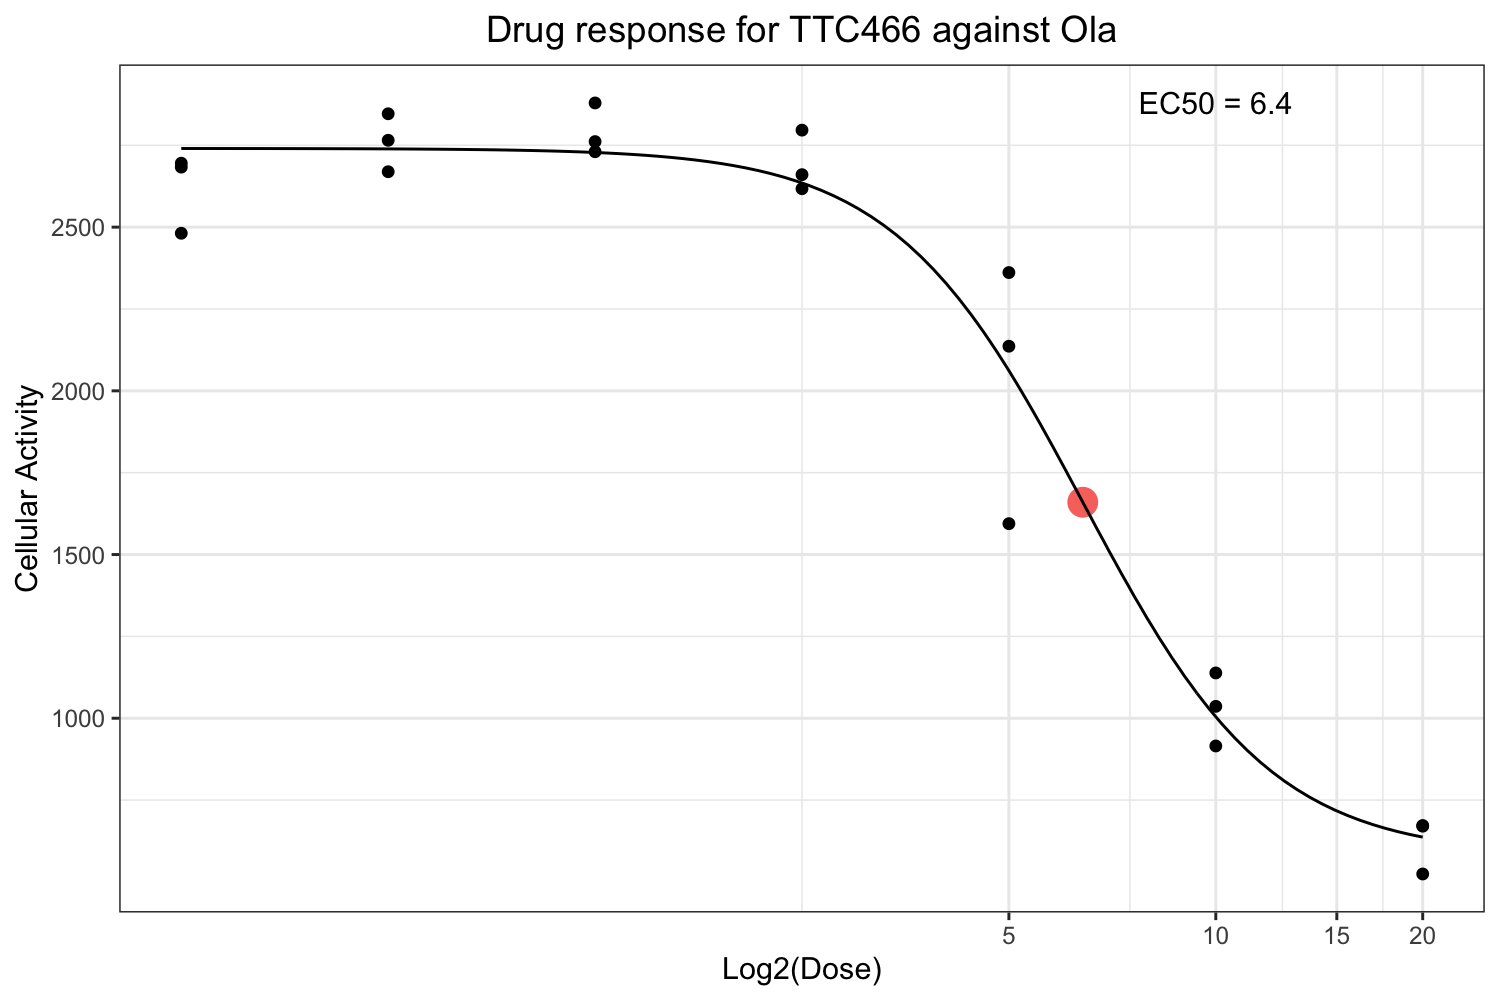 Drug response for TTC466 against Ola
EC50 = 6.4
Cellular Activity
2500
2000
1500
1000
5 10 15 20
Log2(Dose)